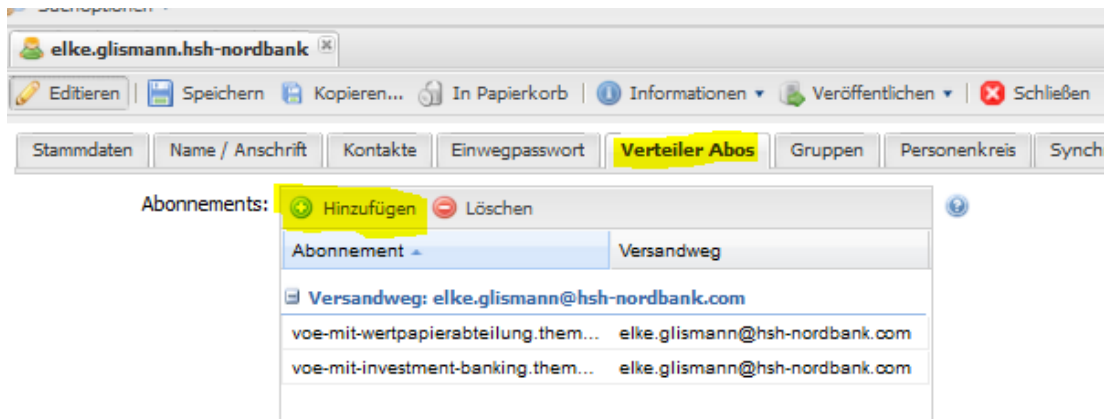 Suchoptionen
elke.glismann.hsh-nordbank
Editieren Speichern Kopieren... In Papierkorb Informationen Veröffentlichen Schließen
Stammdaten Name / Anschrift Kontakte Einwegpasswort Verteiler Abos Gruppen Personenkreis Synch
Abonnements: Hinzufügen Löschen
Abonnement Versandweg
Versandweg: elke.glismann@hsh-nordbank.com
voe-mit-wertpapierabteilung.them... elke.glismann@hsh-nordbank.com
voe-mit-investment-banking.them... elke.glismann@hsh-nordbank.com